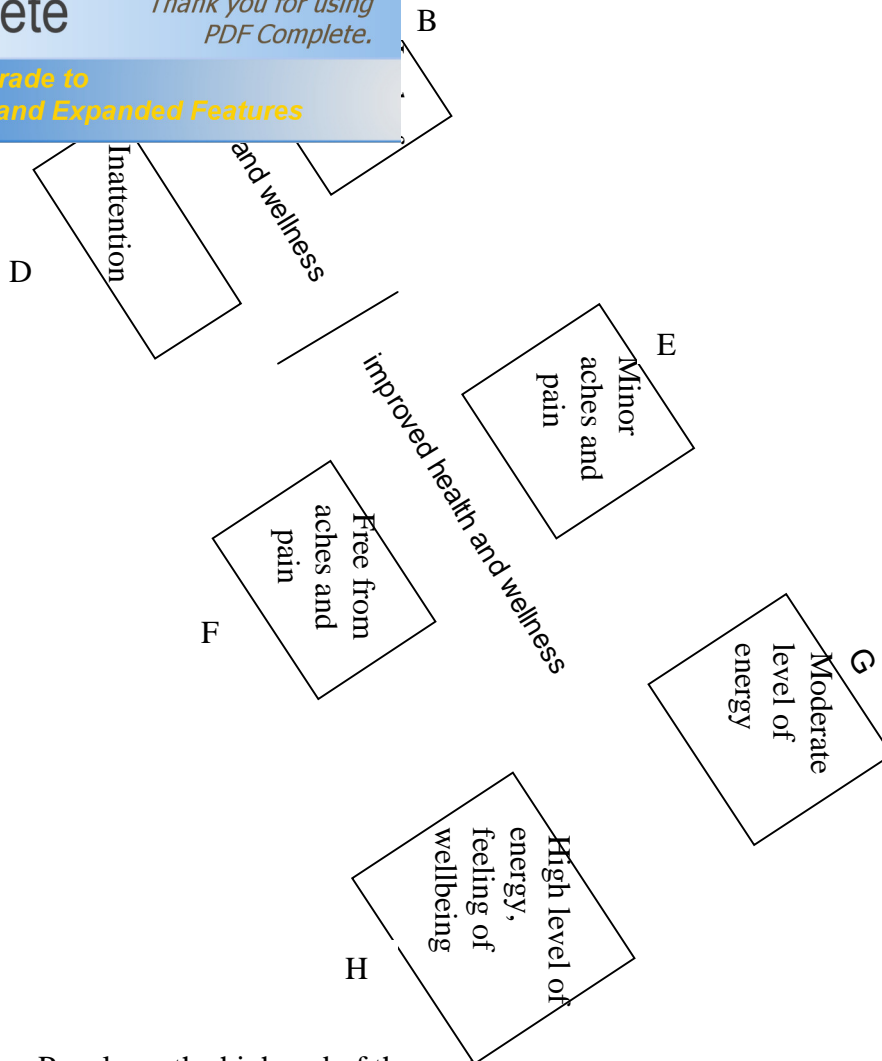 ete
Thank you for using
PDF Complete.
rade to
and Expanded Features
B
and wellness
Inattention
D
improved health and wellness
E
Minor
aches and
pain
Free from
aches and
pain
F
G
Moderate
level of
energy
High level of
energy,
feeling of
wellbeing
H